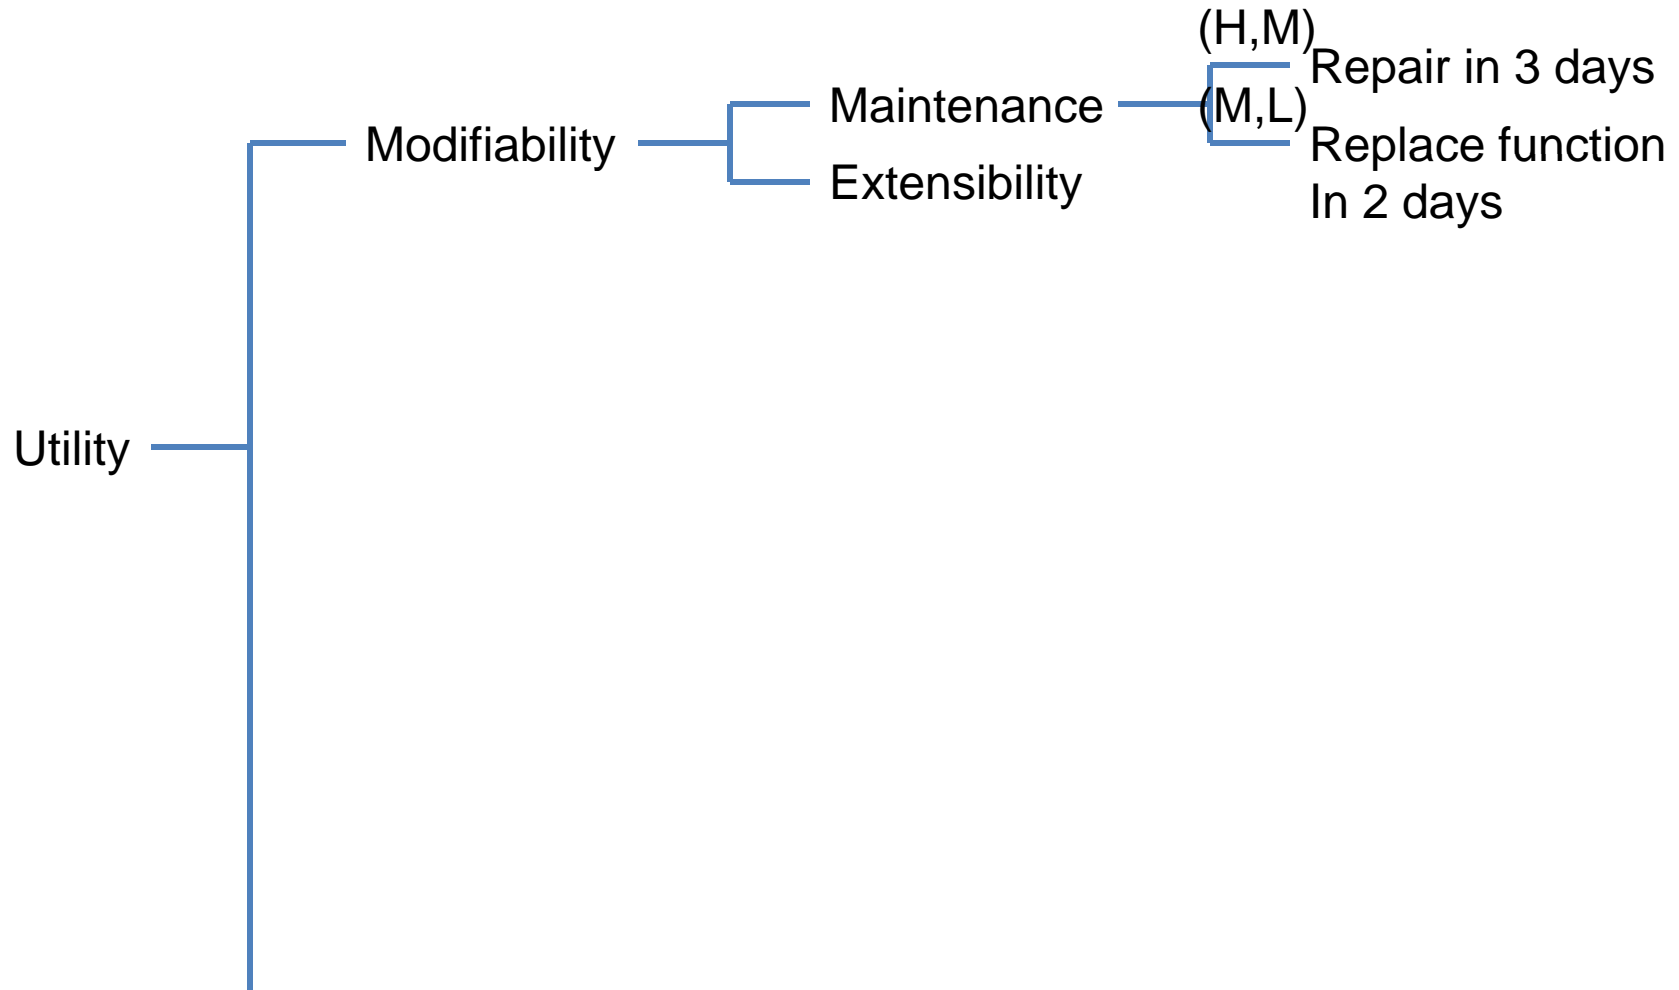 (H,M)
Repair in 3 days
Maintenance
(M,L)
Modifiability
Replace function
Extensibility
In 2 days
Utility